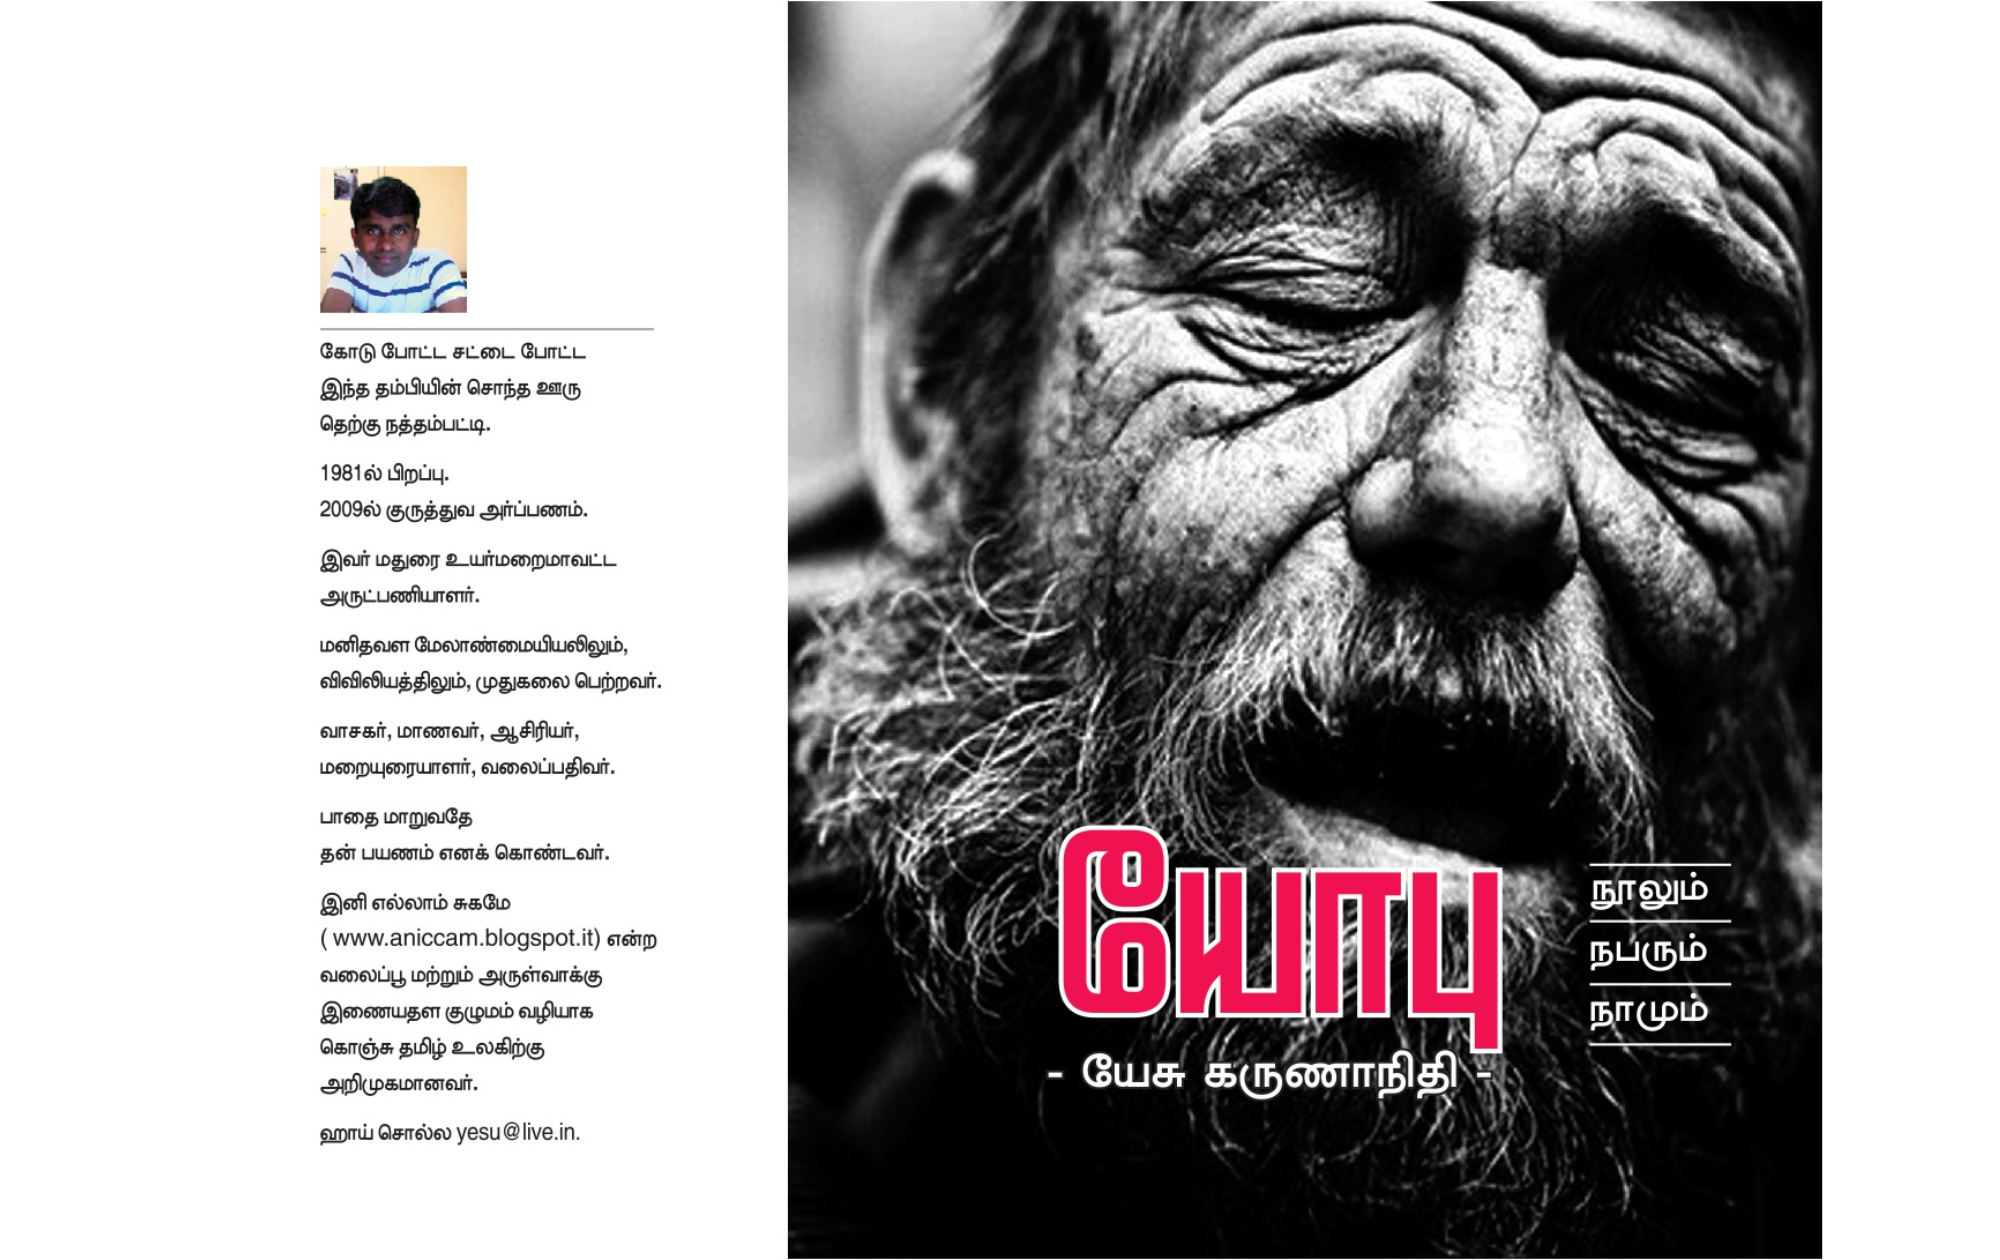 கோடு போட்ட சட்டை போட்ட
இந்த தம்பியின் சொந்த ஊரு
தெற்கு நத்தம்பட்டி.
1981ல் பிறப்பு.
2009ல் குருத்துவ அர்ப்பணம்.
இவர் மதுரை உயர்மறைமாவட்ட
அருட்பணியாளர்.
மனிதவள மேலாண்மையியலிலும்,
விவிலியத்திலும், முதுகலை பெற்றவர்.
வாசகர், மாணவர், ஆசிரியர்,
மறையுரையாளர், வலைப்பதிவர்.
பாதை மாறுவதே
தன் பயணம் எனக் கொண்டவர்.
இனி எல்லாம் சுகமே
( www.aniccam.blogspot.it) என்ற
வலைப்பூ மற்றும் அருள்வாக்கு
இணையதள குழுமம் வழியாக
கொஞ்சு தமிழ் உலகிற்கு
அறிமுகமானவர்.
ஹாய் சொல்ல yesu@live.in.
யோபு
நூலும்
நபரும்
நாமும்
- யேசு கருணாநிதி -